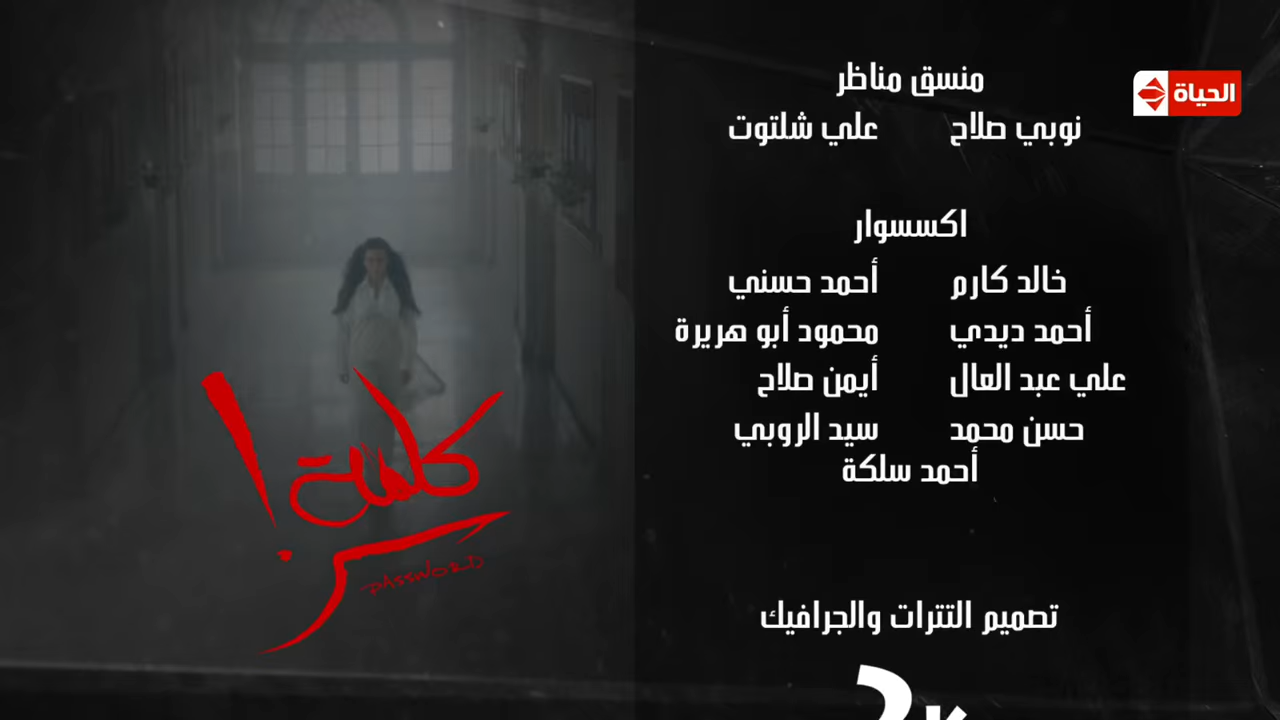 الحياة
منسق مناظر
نوبي صلاح علي شلتوت
اكسسوار
خالد كارم أحمد حسني
أحمد ديدي محمود أبو هريرة
علي عبد العال أيمن صلاح
حسن محمد سيد الروبي
أحمد سلكة
تصميم التترات والجرافيك
كلمة !
سر
PASSWORD